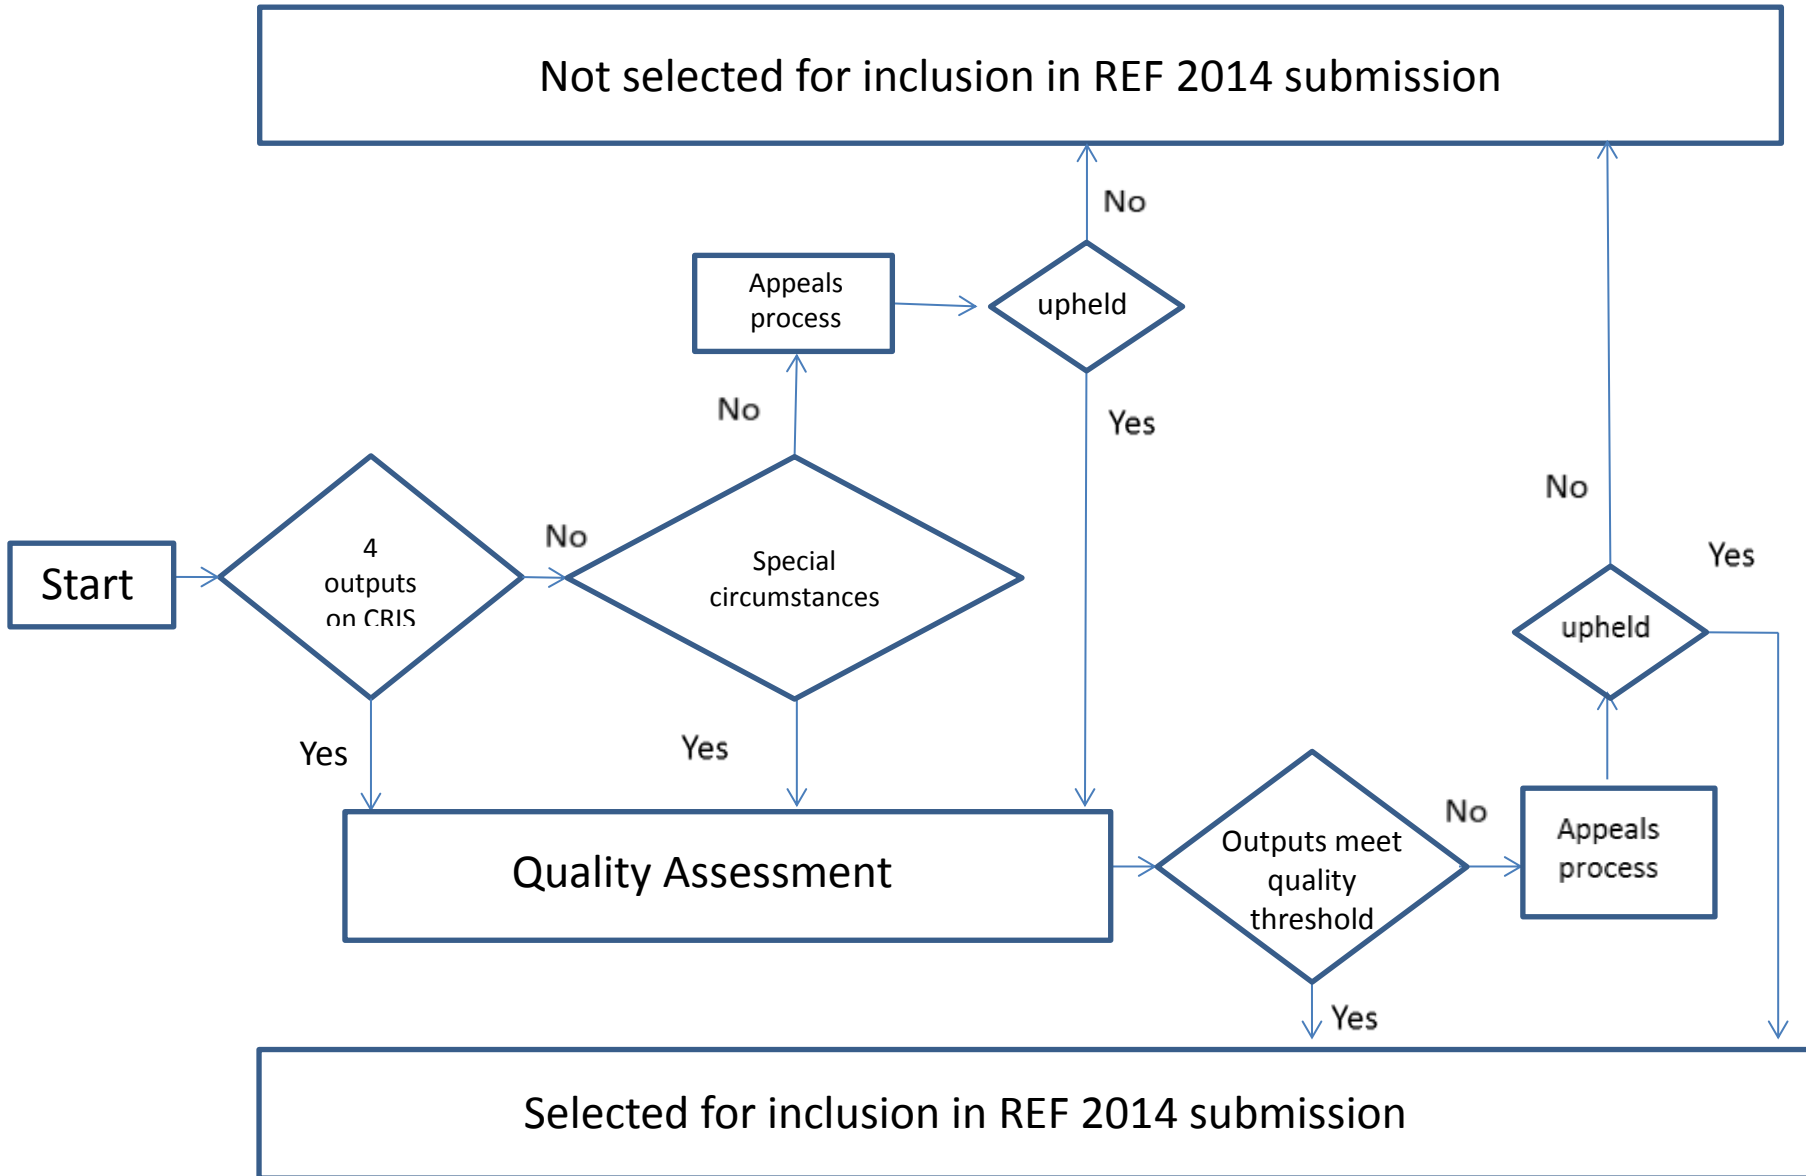 Not selected for inclusion in REF 2014 submission
No
Appeals
process
upheld
No
Yes
Start
4
outputs
on CRIS
No
Special
circumstances
No
Yes
upheld
Yes
Yes
Quality Assessment
Outputs meet
quality
threshold
No
Appeals
process
Yes
Selected for inclusion in REF 2014 submission